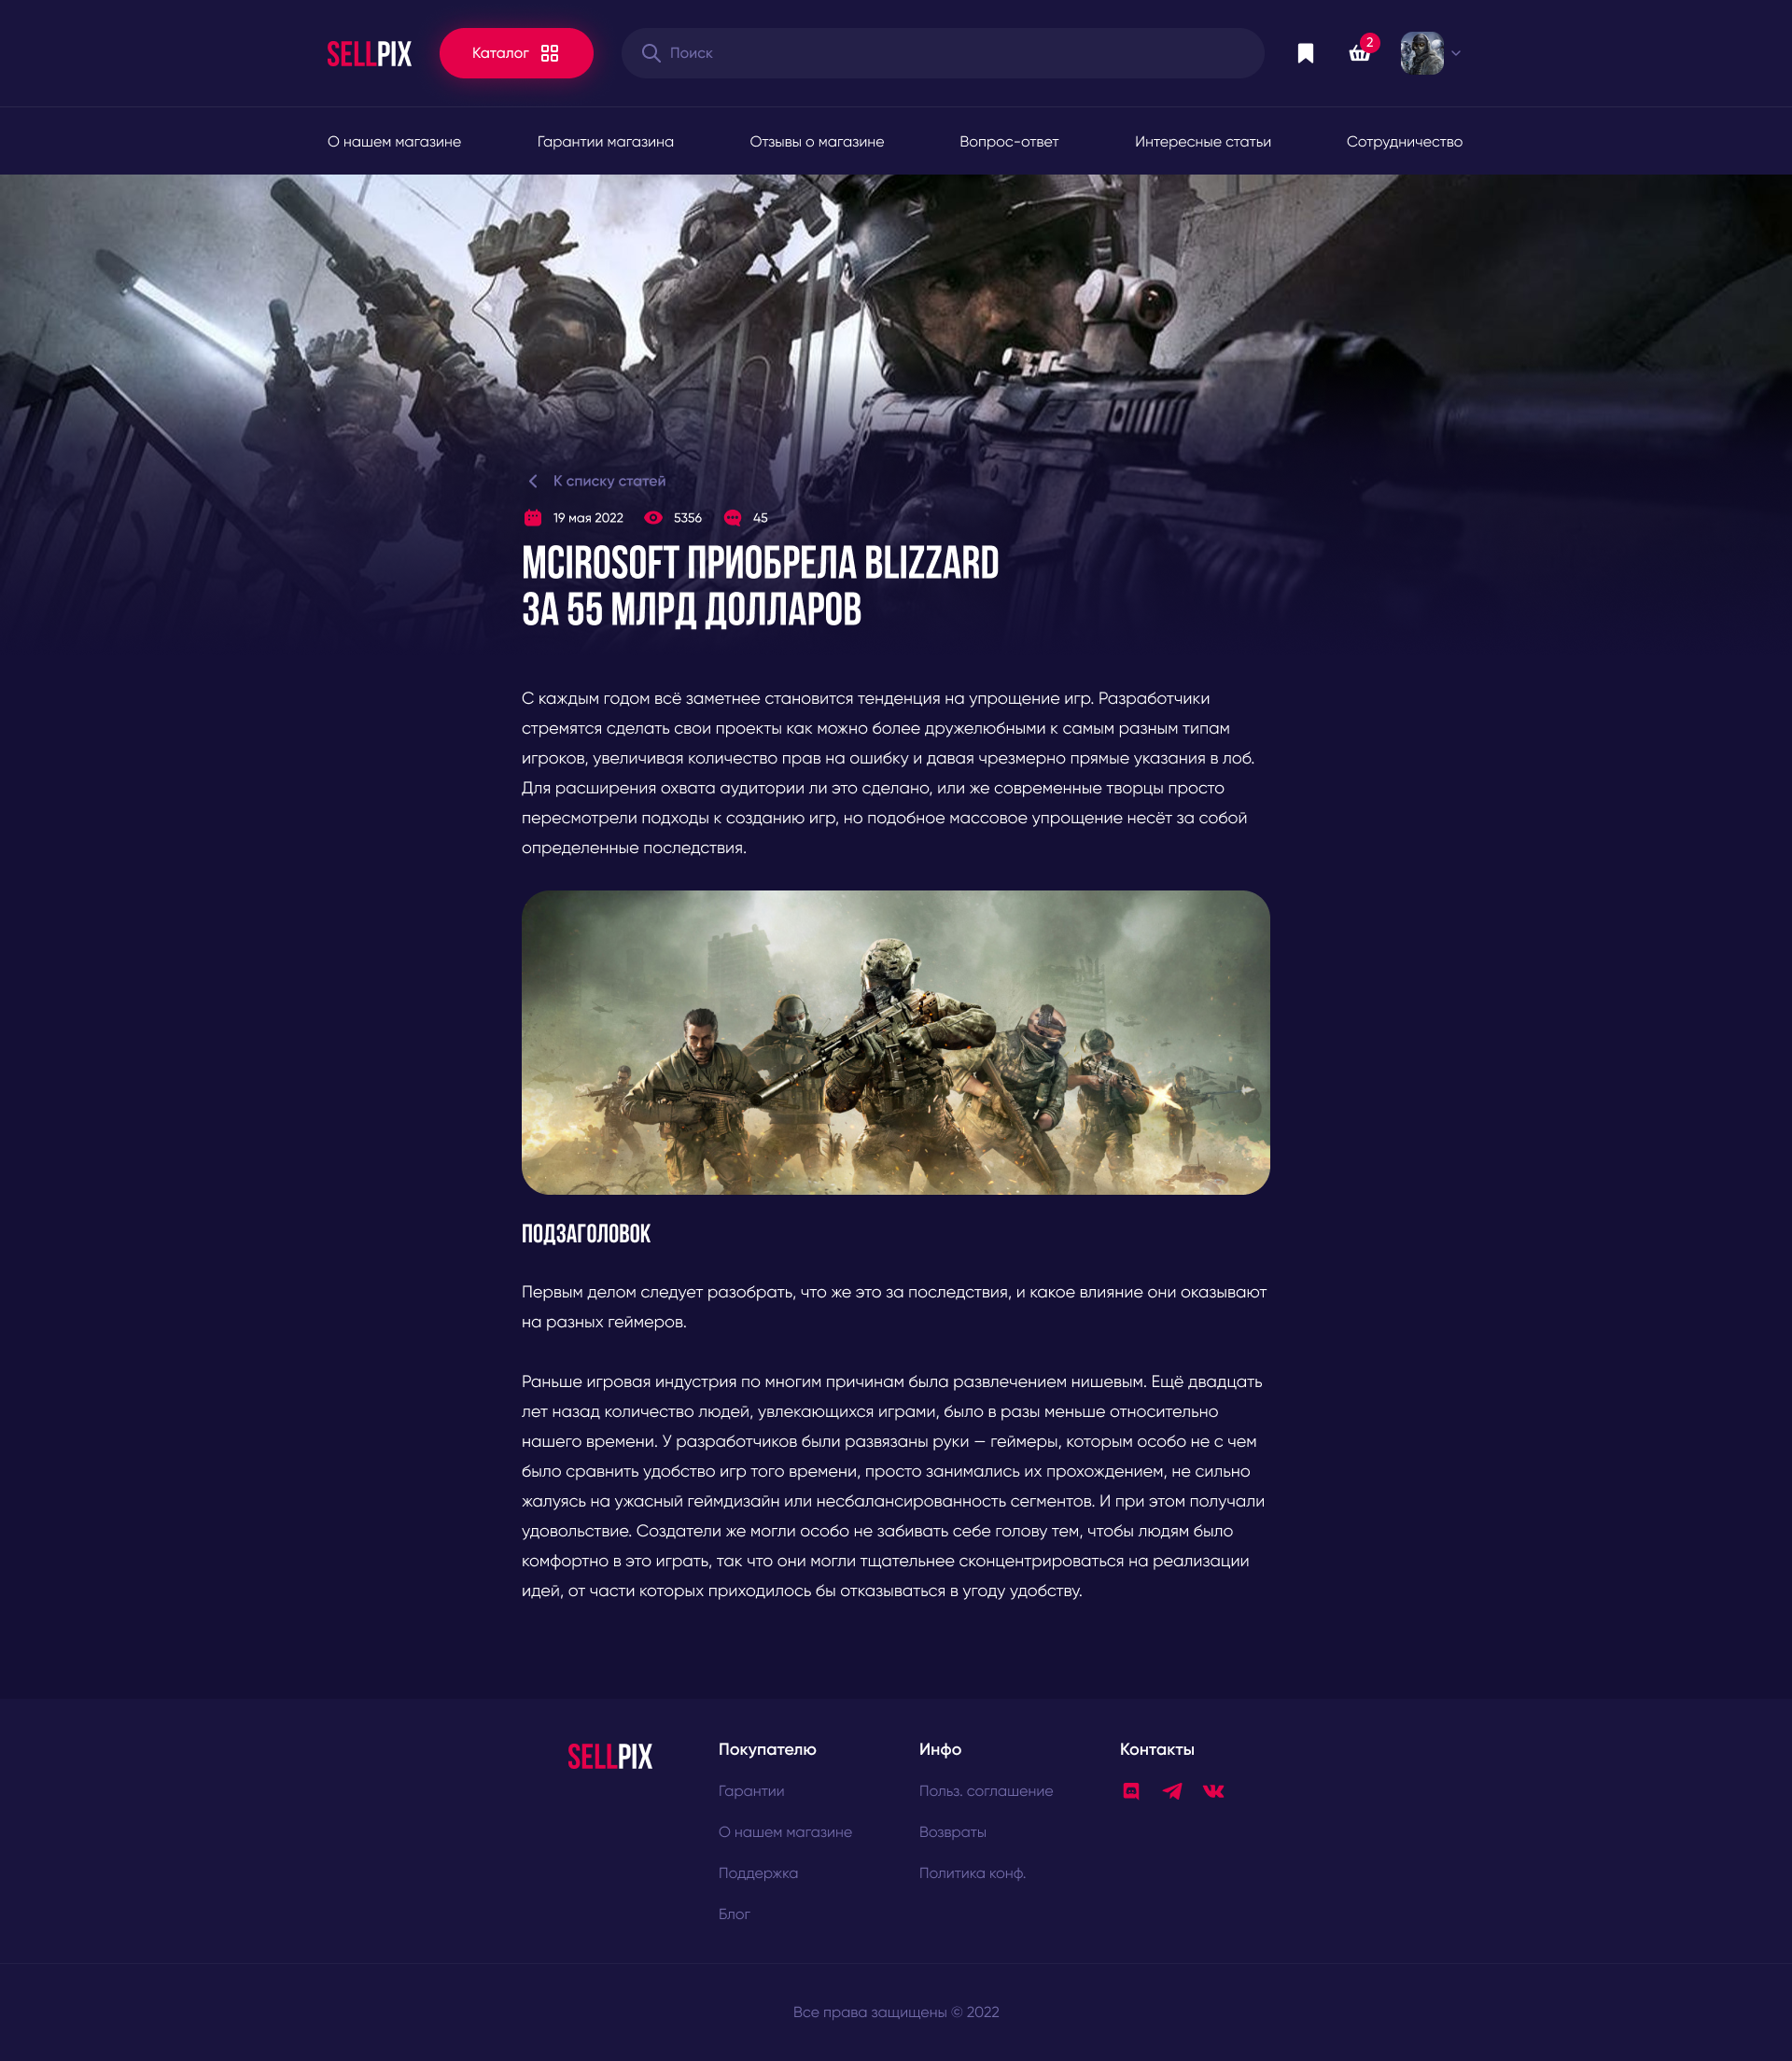 SELLPIX
Каталог
Поиск
2
О нашем магазине
Гарантии магазина
Отзывы о магазине
Вопрос-ответ
Интересные статьи
Сотрудничество
К списку статей
19 мая 2022
5356
45
MCIROSOFT ПРИОБРЕЛА BLIZZARD
ЗА 55 МЛРД ДОЛЛАРОВ
С каждым годом всё заметнее становится тенденция на упрощение игр. Разработчики
стремятся сделать свои проекты как можно более дружелюбными к самым разным типам
игроков, увеличивая количество прав на ошибку и давая чрезмерно прямые указания в лоб.
Для расширения охвата аудитории ли это сделано, или же современные творцы просто
пересмотрели подходы к созданию игр, но подобное массовое упрощение несёт за собой
определенные последствия.
ПОДЗАГОЛОВОК
Первым делом следует разобрать, что же это за последствия, и какое влияние они оказывают
на разных геймеров.
Раньше игровая индустрия по многим причинам была развлечением нишевым. Ещё двадцать
лет назад количество людей, увлекающихся играми, было в разы меньше относительно
нашего времени. У разработчиков были развязаны руки — геймеры, которым особо не с чем
было сравнить удобство игр того времени, просто занимались их прохождением, не сильно
жалуясь на ужасный геймдизайн или несбалансированность сегментов. И при этом получали
удовольствие. Создатели же могли особо не забивать себе голову тем, чтобы людям было
комфортно в это играть, так что они могли тщательнее сконцентрироваться на реализации
идей, от части которых приходилось бы отказываться в угоду удобству.
SELLPIX
Покупателю
Гарантии
О нашем магазине
Поддержка
Блог
Инфо
Польз. соглашение
Возвраты
Политика конф.
Контакты
Все права защищены © 2022